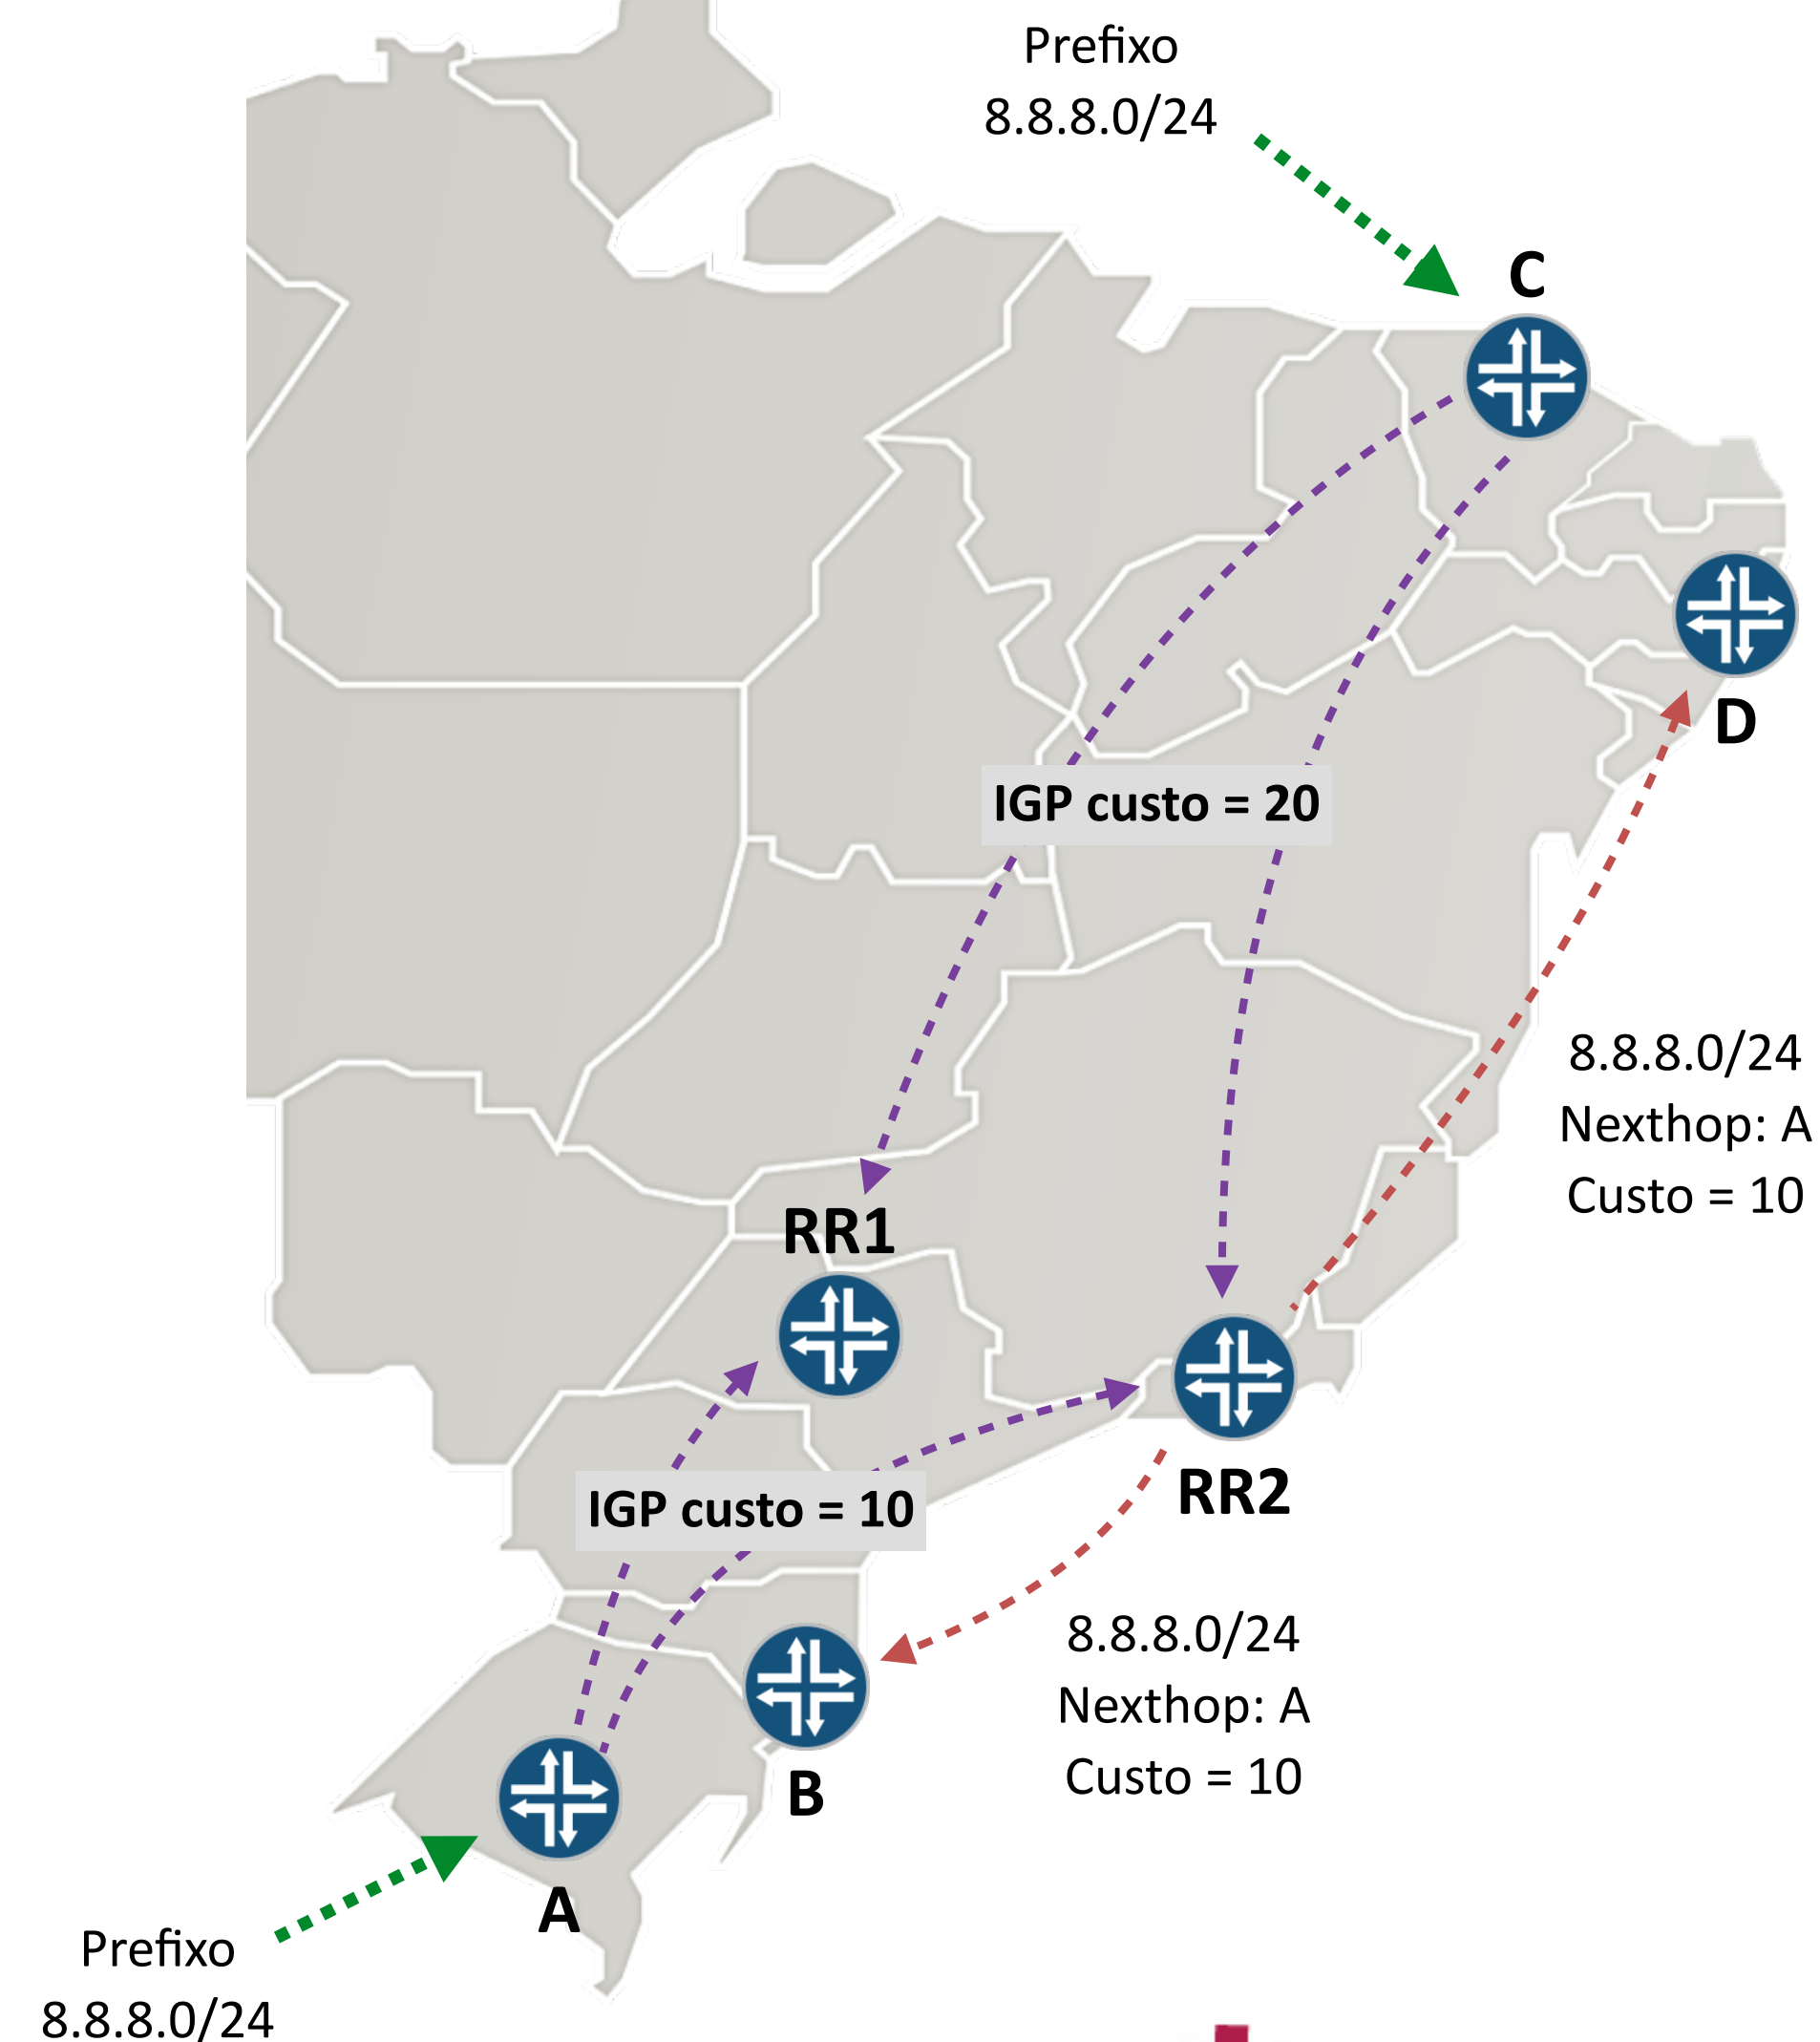 Prefixo
8.8.8.0/24
C
D
IGP custo = 20
8.8.8.0/24
Nexthop: A
Custo = 10
RR1
RR2
IGP custo = 10
8.8.8.0/24
Nexthop: A
Custo = 10
B
A
Prefixo
8.8.8.0/24